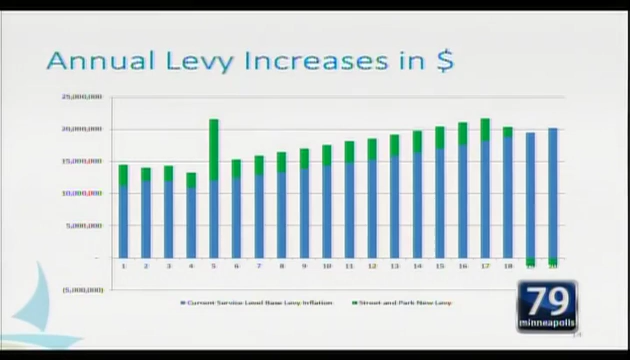 Annual Levy Increases in $
25,000,000
20,000,000
15,000,000
10,000,000
5,000,000
-
1 2 3 4 5 6 7 8 9 10 11 12 13 14 15 16 17 18 19 20
(5,000,000)
Current Service Level Base Levy Inflation Street and Park New Levy
79
minneapolis